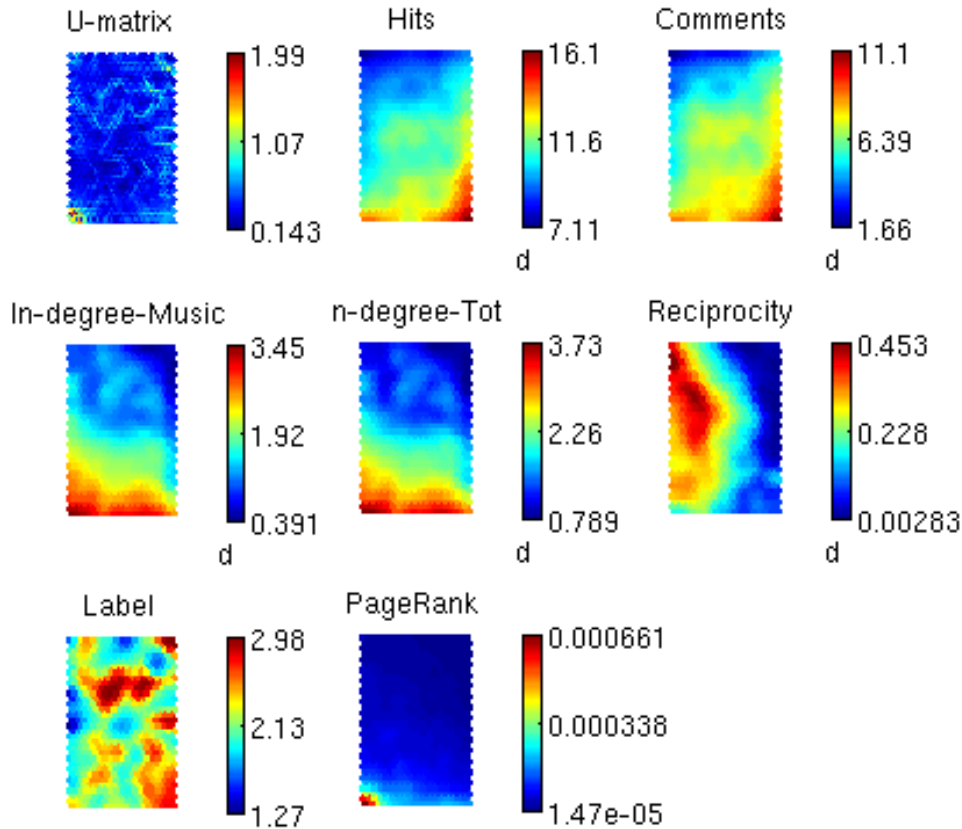 U-matrix
1.99
1.07
0.143
Hits
16.1
11.6
7.11
d
Comments
11.1
6.39
1.66
d
In-degree-Music
3.45
1.92
0.391
d
n-degree-Tot
3.73
2.26
0.789
d
Reciprocity
0.453
0.228
0.00283
d
Label
2.98
2.13
1.27
PageRank
0.000661
0.000338
1.47e-05